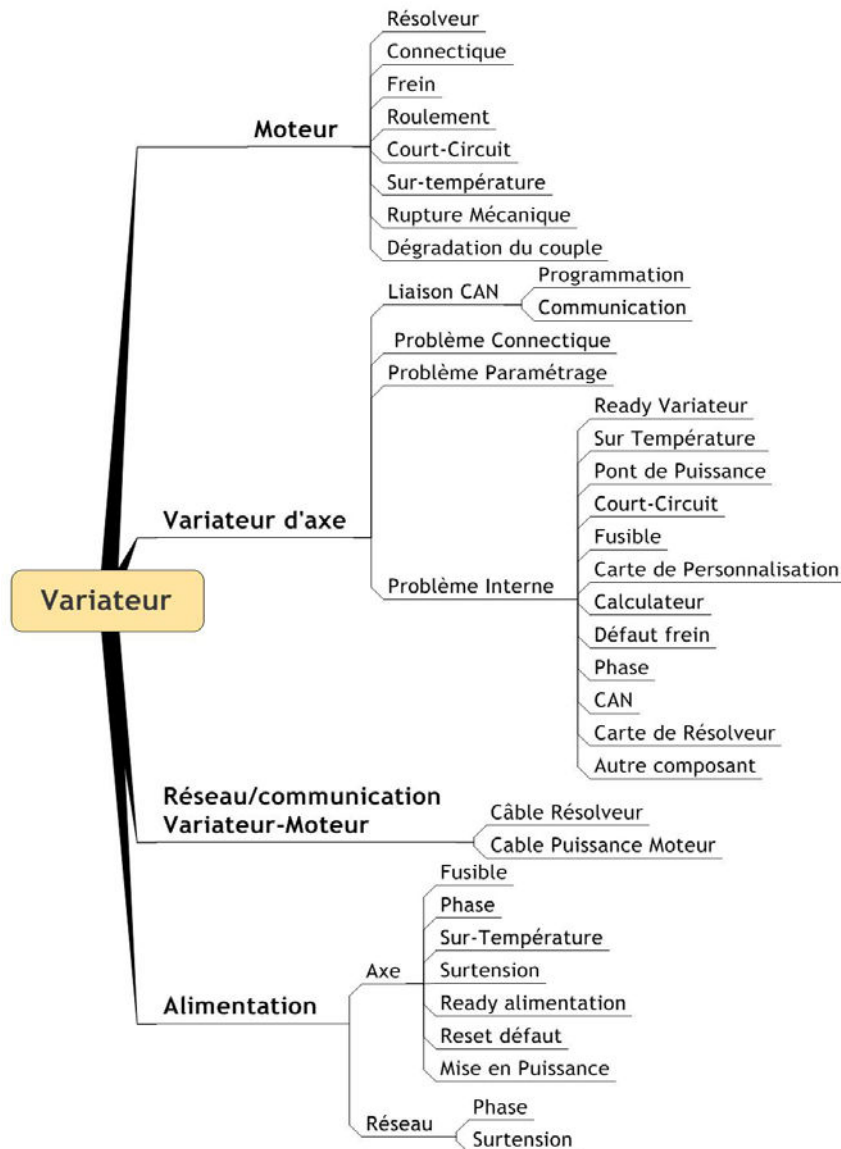 Résolveur
Connectique
Frein
Roulement
Moteur
Court-Circuit
Sur-température
Rupture Mécanique
Dégradation du couple
Programmation
Liaison CAN
Communication
Problème Connectique
Problème Paramétrage
Ready Variateur
Sur Température
Pont de Puissance
Court-Circuit
Variateur d'axe
Fusible
Carte de Personnalisation
Problème Interne
Variateur
Calculateur
Défaut frein
Phase
CAN
Carte de Résolveur
Autre composant
Réseau/communication
Variateur-Moteur
Câble Résolveur
Cable Puissance Moteur
Fusible
Phase
Sur-Température
Axe
Surtension
Alimentation
Ready alimentation
Reset défaut
Mise en Puissance
Phase
Réseau
Surtension